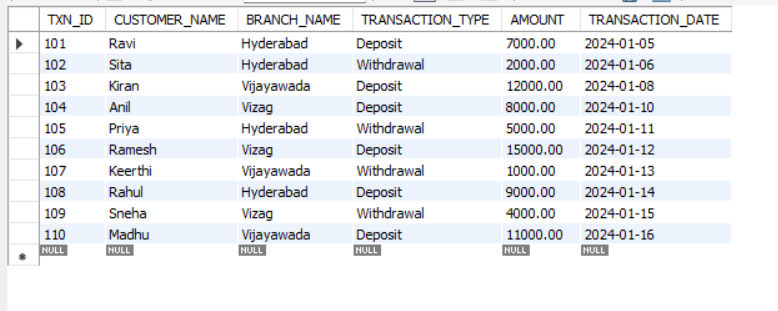 TXN_ID CUSTOMER_NAME BRANCH_NAME TRANSACTION_TYPE AMOUNT TRANSACTION_DATE
101 Ravi Hyderabad Deposit 7000.00 2024-01-05
102 Sita Hyderabad Withdrawal 2000.00 2024-01-06
103 Kiran Vijayawada Deposit 12000.00 2024-01-08
104 Anil Vizag Deposit 8000.00 2024-01-10
105 Priya Hyderabad Withdrawal 5000.00 2024-01-11
106 Ramesh Vizag Deposit 15000.00 2024-01-12
107 Keerthi Vijayawada Withdrawal 1000.00 2024-01-13
108 Rahul Hyderabad Deposit 9000.00 2024-01-14
109 Sneha Vizag Withdrawal 4000.00 2024-01-15
110 Madhu Vijayawada Deposit 11000.00 2024-01-16
NULL NULL NULL NULL NULL NULL